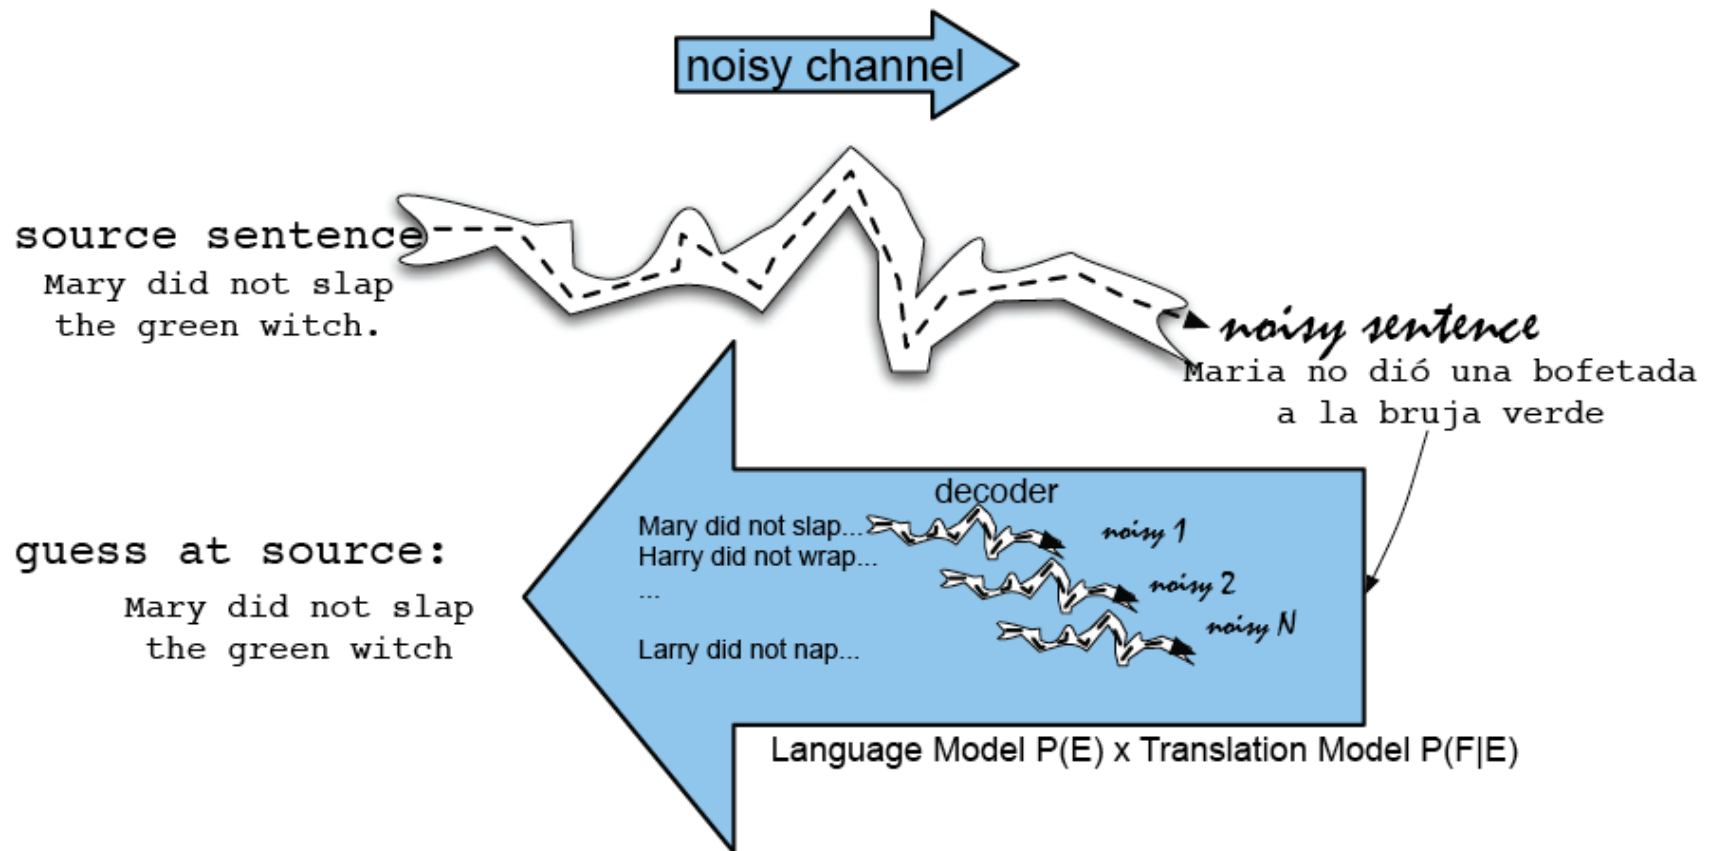 noisy channel
source sentence
Mary did not slap
the green witch.
noisy sentence
Maria no dió una bofetada
a la bruja verde
decoder
Mary did not slap...
noisy 1
Harry did not wrap...
noisy 2
...
noisy N
Larry did not nap...
guess at source:
Mary did not slap
the green witch
Language Model P(E) x Translation Model P(F|E)